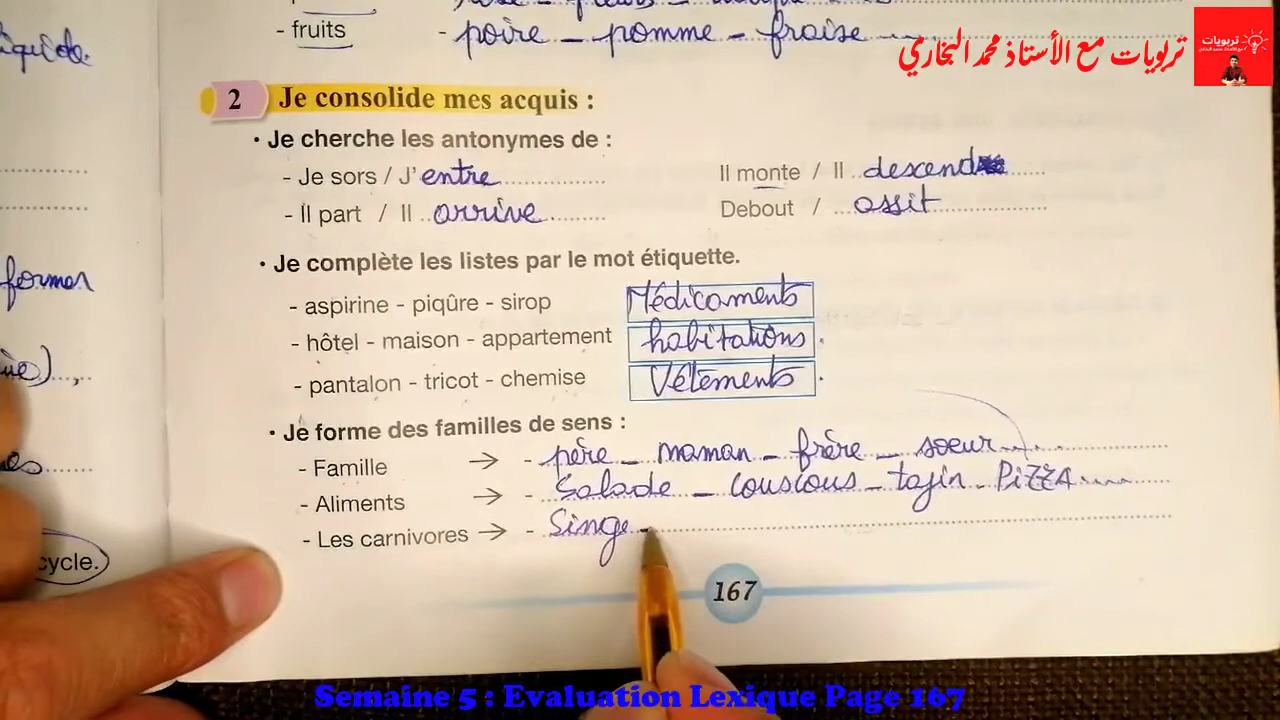 - fruits - poire - pomme - fraise
iquide.
تربويات مع الأستاذ محمد البخاري
تربويات
2 Je consolide mes acquis :
• Je cherche les antonymes de :
- Je sors / J' entre Il monte / Il descend
- Il part / Il arrive Debout / assit
• Je complète les listes par le mot étiquette.
former
- aspirine - piqûre - sirop Médicaments
- hôtel - maison - appartement habitations.
- pantalon - tricot - chemise Vêtements.
• Je forme des familles de sens :
- Famille → - père - maman - frère - soeur
- Aliments → - Salade - couscous - tajin - PiZZA
- Les carnivores → - Singe -
cycle.
167
Semaine 5 : Evaluation Lexique Page 167